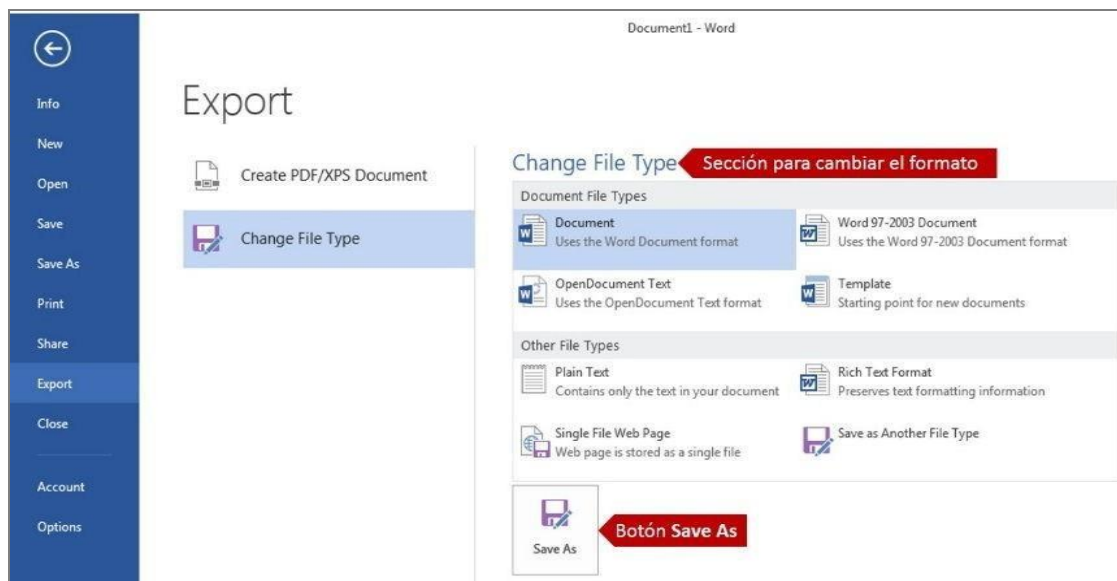 Document1 - Word
Info
New
Open
Save
Save As
Print
Share
Export
Close
Account
Options
Export
Create PDF/XPS Document
Change File Type
Change File Type
Sección para cambiar el formato
Document File Types
Document
Uses the Word Document format
Word 97-2003 Document
Uses the Word 97-2003 Document format
OpenDocument Text
Uses the OpenDocument Text format
Template
Starting point for new documents
Other File Types
Plain Text
Contains only the text in your document
Rich Text Format
Preserves text formatting information
Single File Web Page
Web page is stored as a single file
Save as Another File Type
Save As
Botón Save As